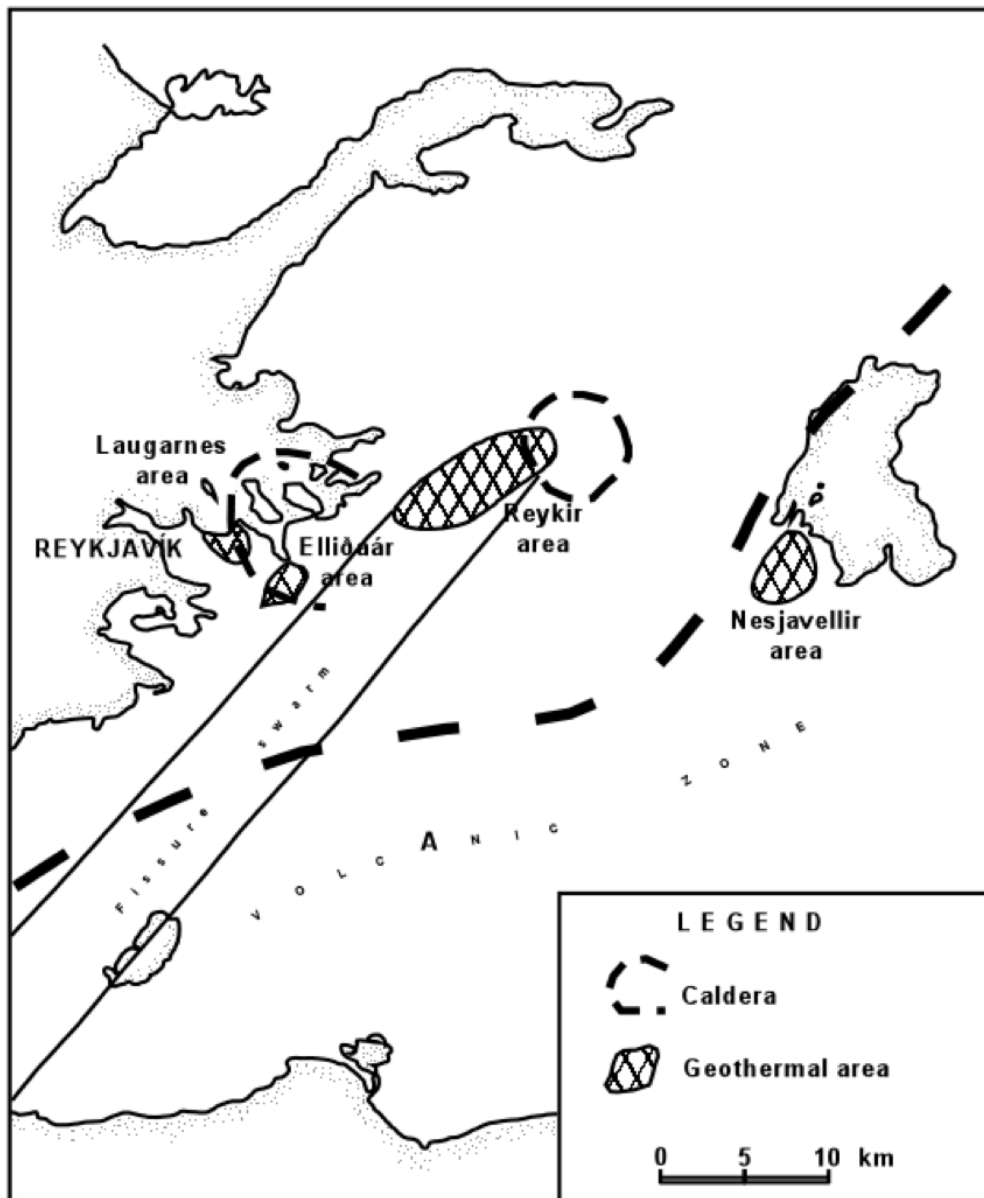 Laugarnes
area
REYKJAVÍK
Elliðaár
area
Reykir
area
Nesjavellir
area
Fissure swarm
VOLCANIC ZONE
A
LEGEND
Caldera
Geothermal area
0 5 10 km